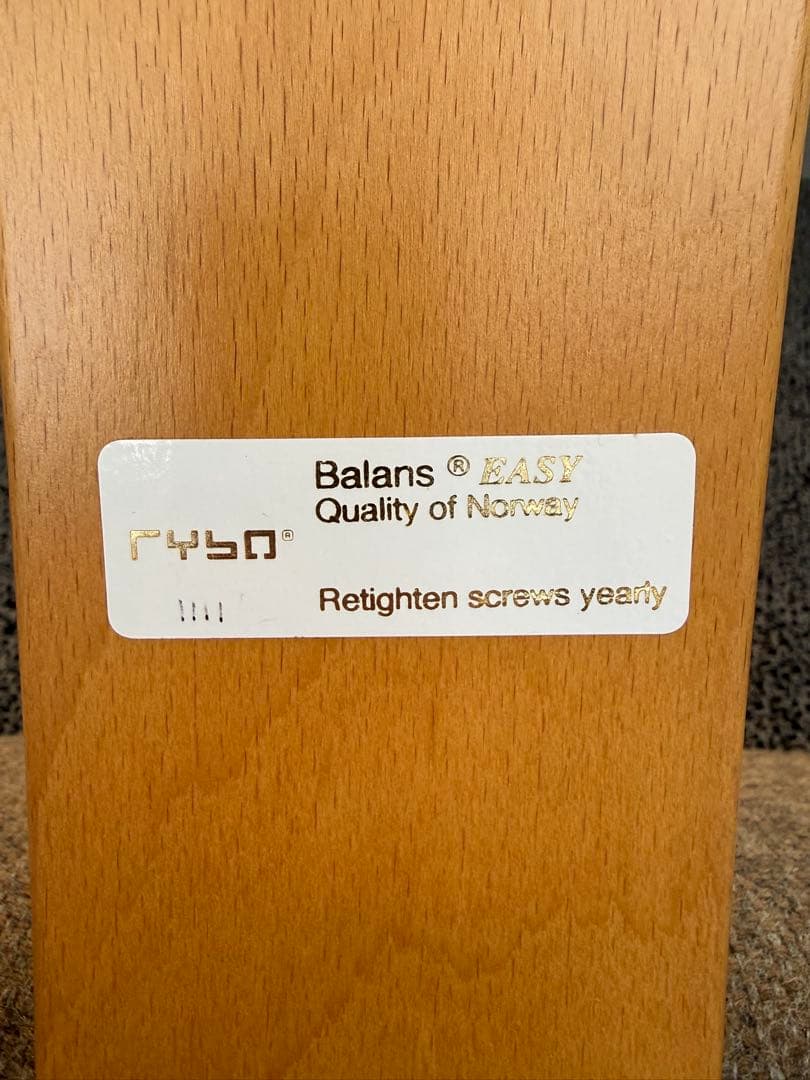 Balans ® EASY
Quality of Norway
rybo ®
Retighten screws yearly